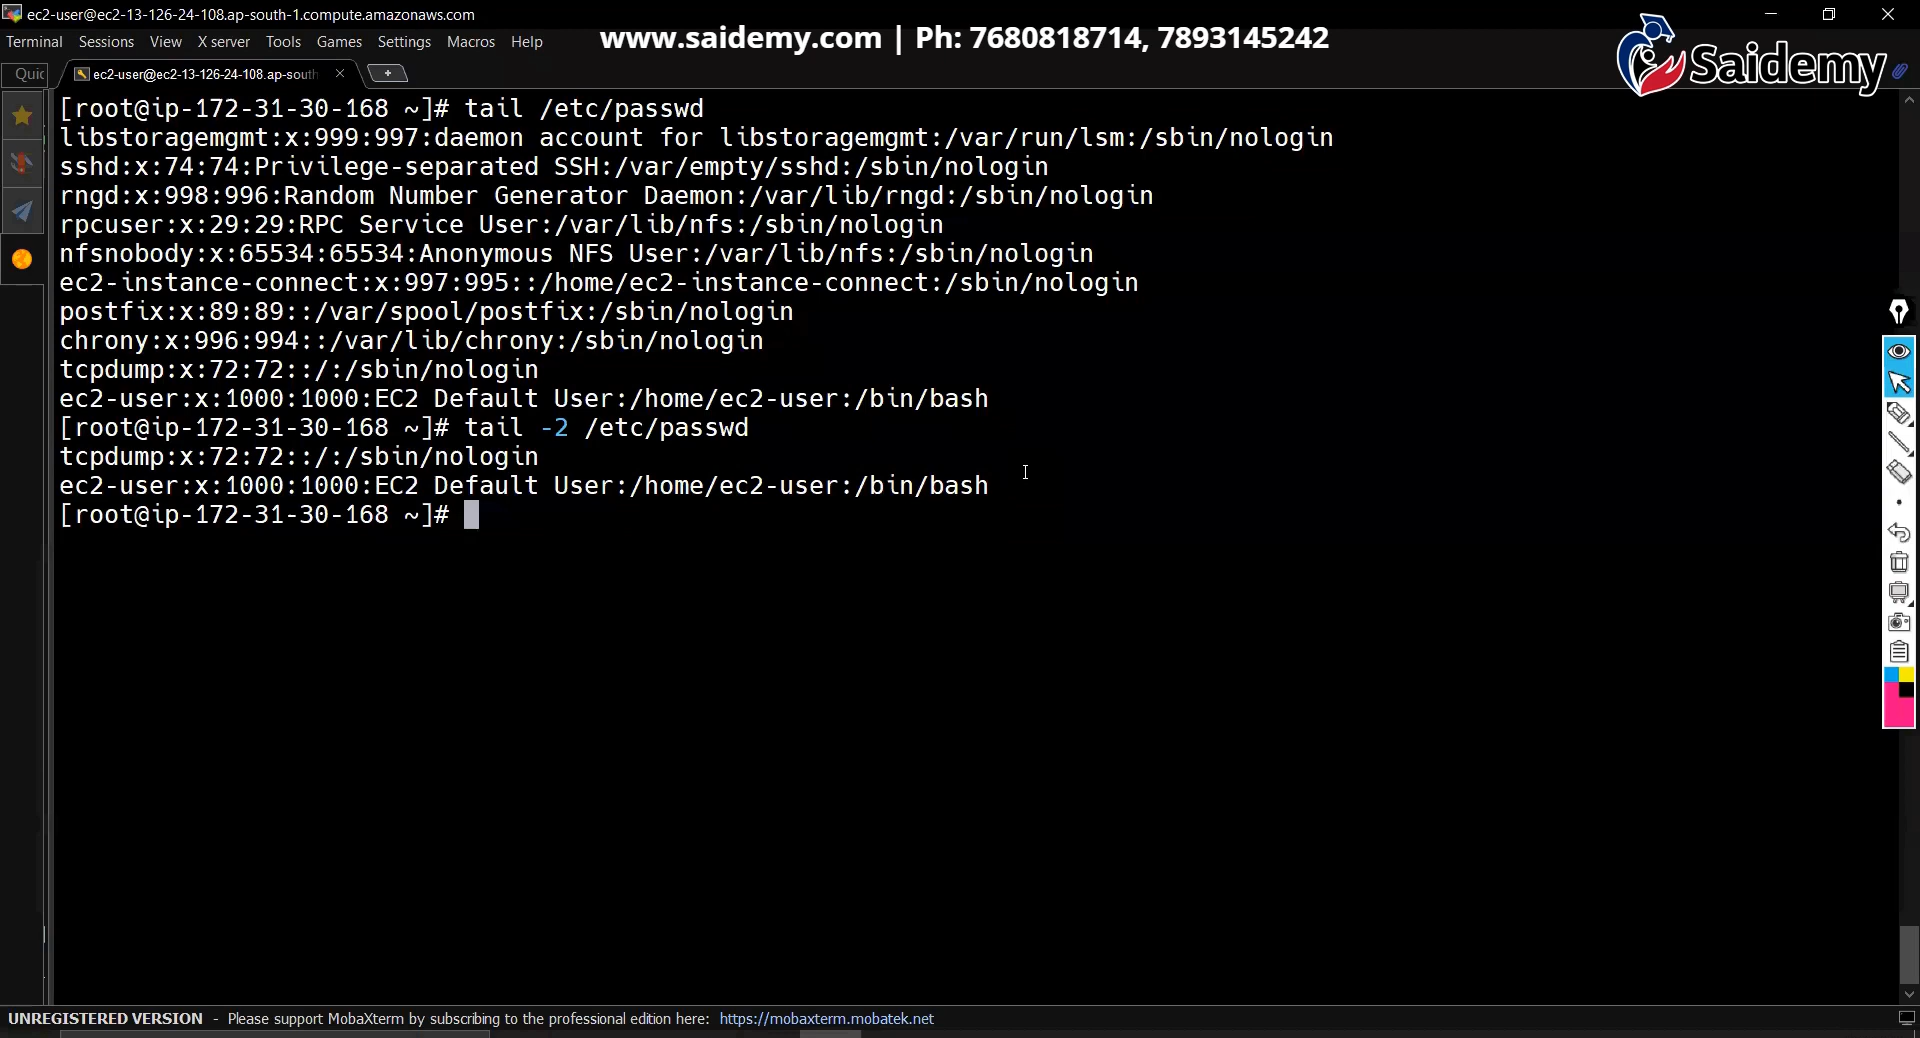 ec2-user@ec2-13-126-24-108.ap-south-1.compute.amazonaws.com
Terminal Sessions View X server Tools Games Settings Macros Help
www.saidemy.com | Ph: 7680818714, 7893145242
Saidemy
Quic
ec2-user@ec2-13-126-24-108.ap-south
[root@ip-172-31-30-168 ~]# tail /etc/passwd
libstoragemgmt:x:999:997:daemon account for libstoragemgmt:/var/run/lsm:/sbin/nologin
sshd:x:74:74:Privilege-separated SSH:/var/empty/sshd:/sbin/nologin
rngd:x:998:996:Random Number Generator Daemon:/var/lib/rngd:/sbin/nologin
rpcuser:x:29:29:RPC Service User:/var/lib/nfs:/sbin/nologin
nfsnobody:x:65534:65534:Anonymous NFS User:/var/lib/nfs:/sbin/nologin
ec2-instance-connect:x:997:995::/home/ec2-instance-connect:/sbin/nologin
postfix:x:89:89::/var/spool/postfix:/sbin/nologin
chrony:x:996:994::/var/lib/chrony:/sbin/nologin
tcpdump:x:72:72::/:/sbin/nologin
ec2-user:x:1000:1000:EC2 Default User:/home/ec2-user:/bin/bash
[root@ip-172-31-30-168 ~]# tail -2 /etc/passwd
tcpdump:x:72:72::/:/sbin/nologin
ec2-user:x:1000:1000:EC2 Default User:/home/ec2-user:/bin/bash
[root@ip-172-31-30-168 ~]#
UNREGISTERED VERSION - Please support MobaXterm by subscribing to the professional edition here: https://mobaxterm.mobatek.net